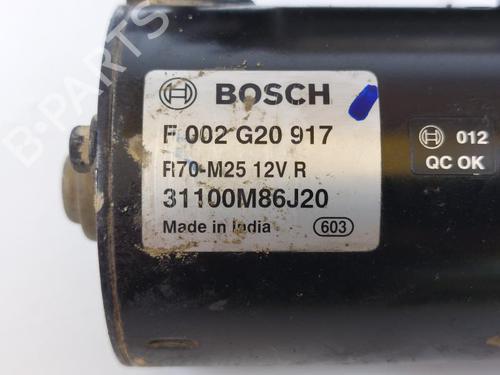 BOSCH
F 002 G20 917
R70-M25 12V R
31100M86J20
Made in India 603
012
QC OK
B-PARTS